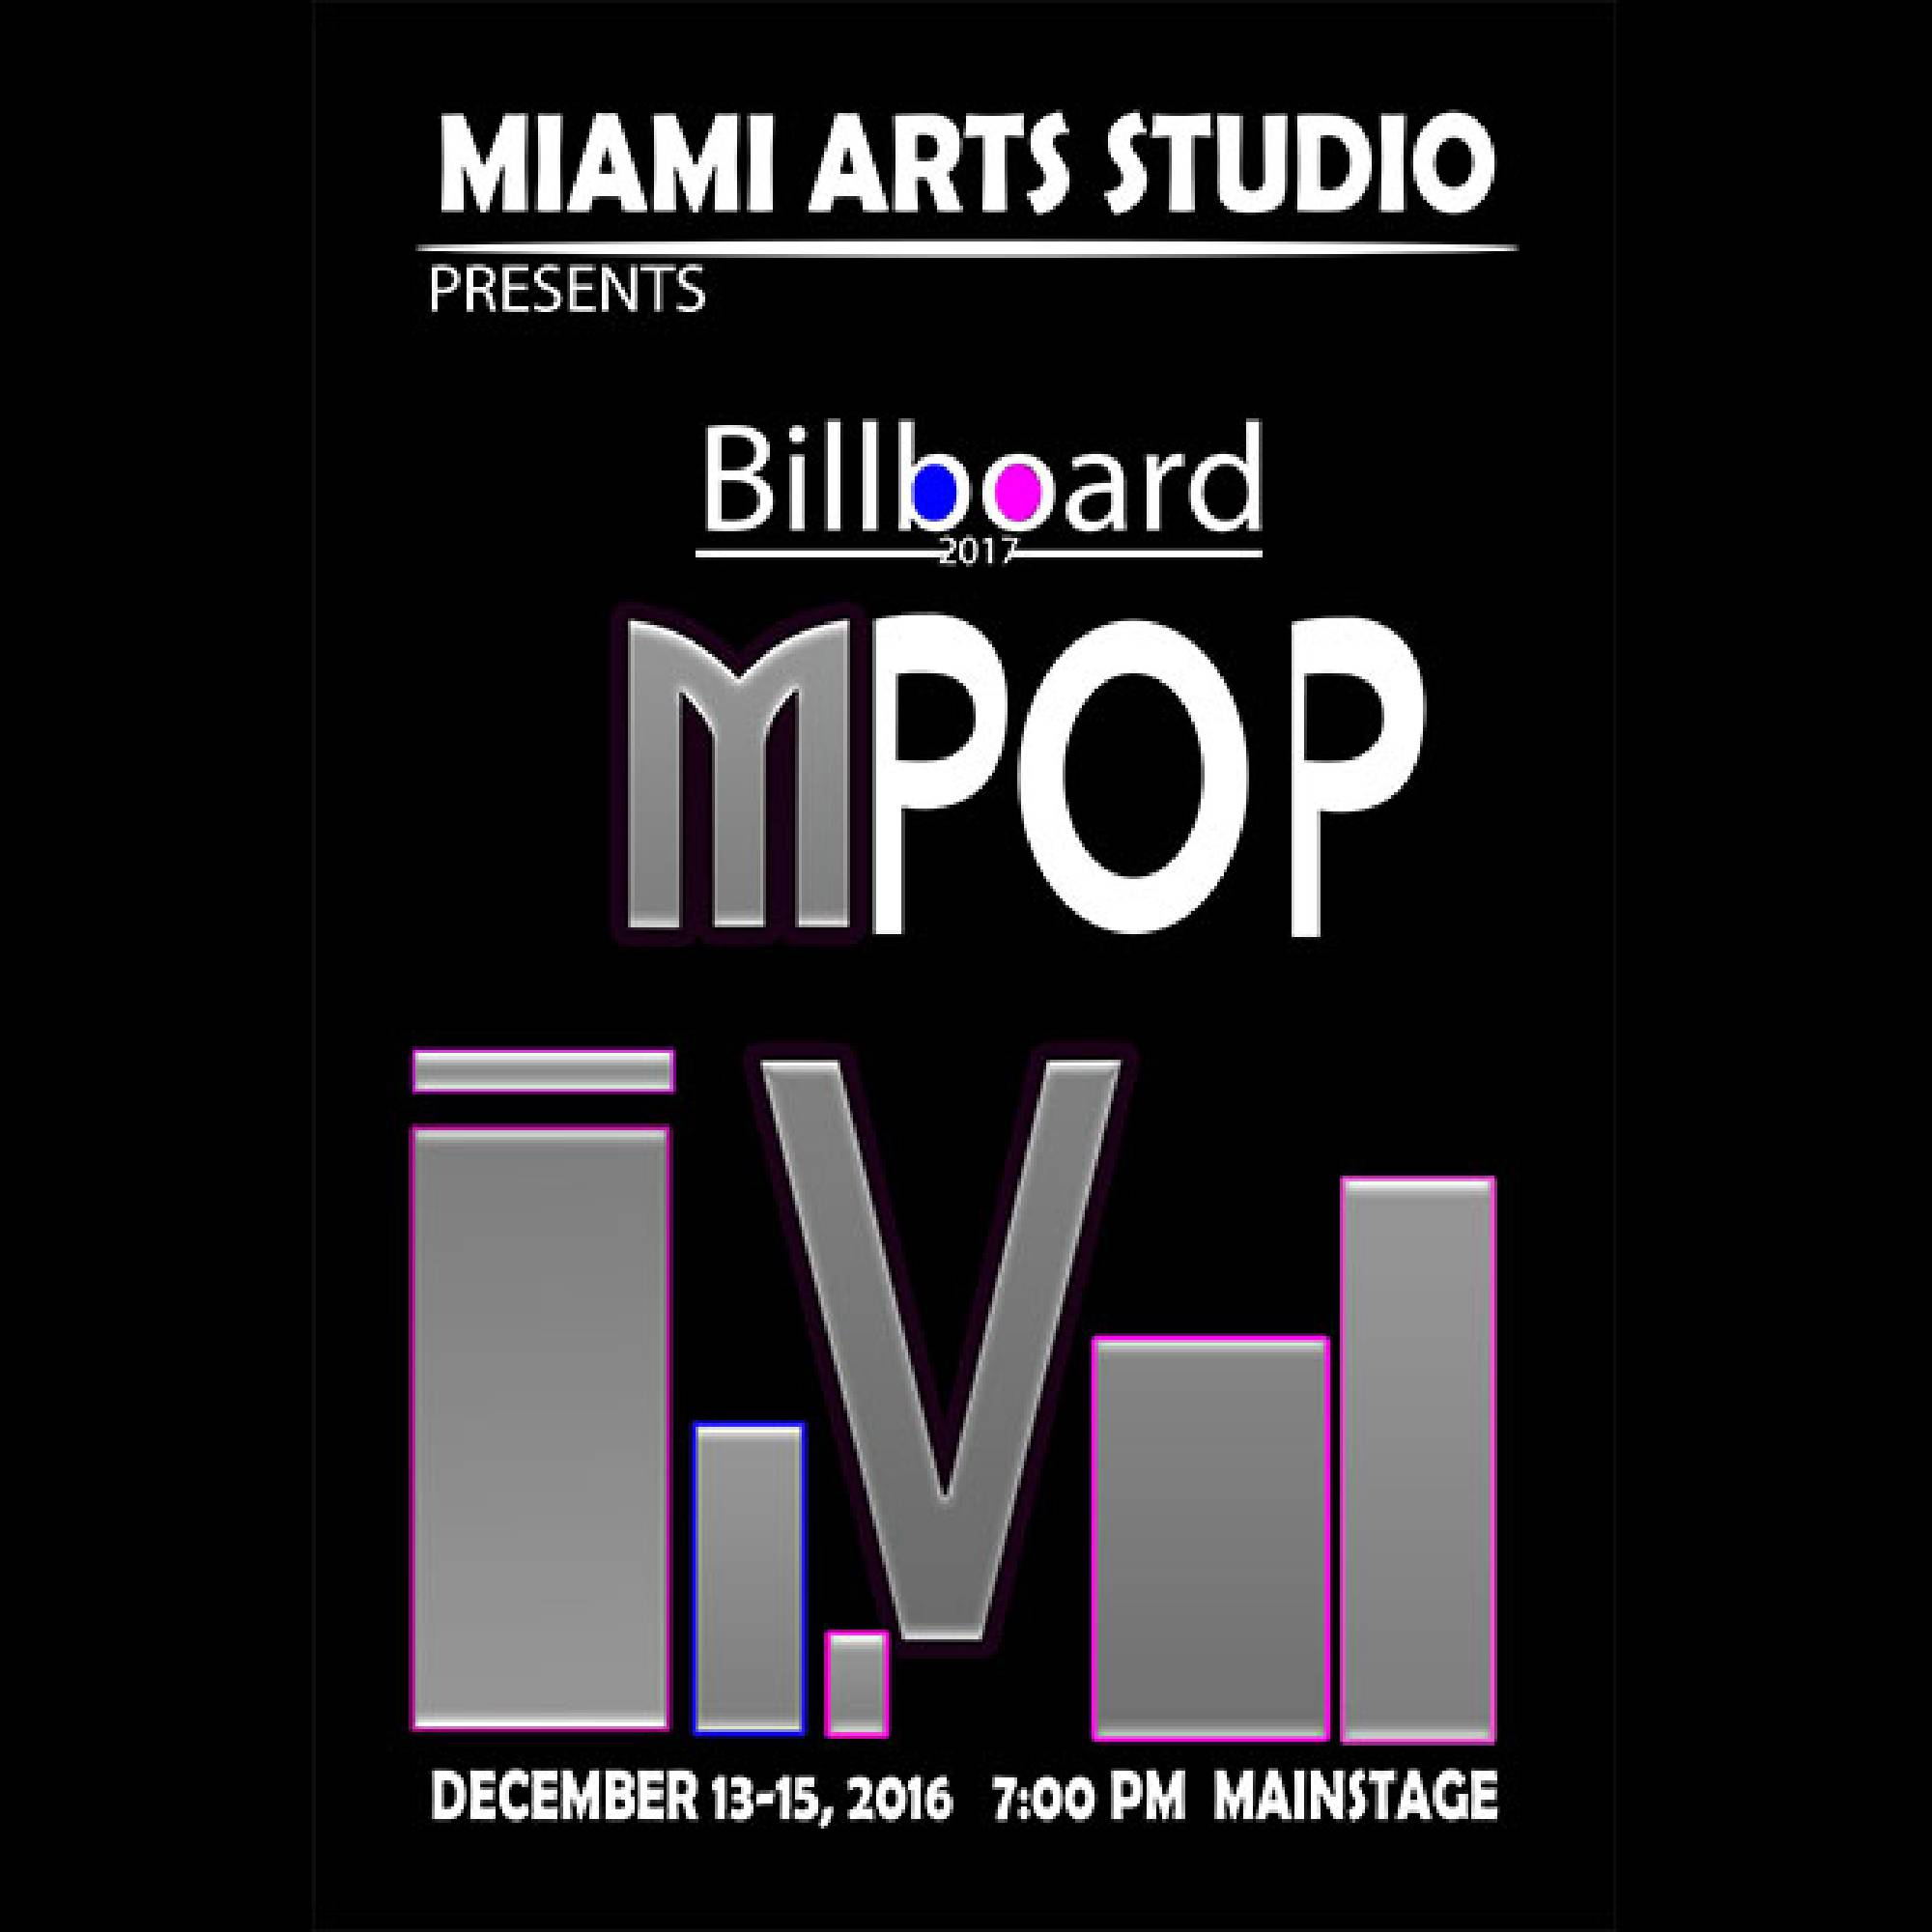 MIAMI ARTS STUDIO
PRESENTS
Billboard
2017
MPOP
i.V
DECEMBER 13-15, 2016 7:00 PM MAINSTAGE